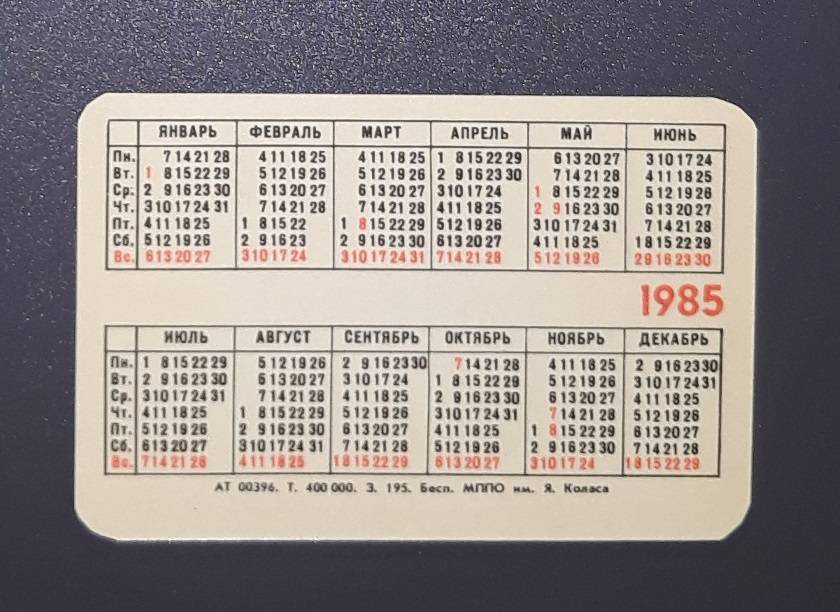 ЯНВАРЬ ФЕВРАЛЬ МАРТ АПРЕЛЬ МАЙ ИЮНЬ
Пн. 7 14 21 28 4 11 18 25 4 11 18 25 1 8 15 22 29 6 13 20 27 3 10 17 24
Вт. 1 8 15 22 29 5 12 19 26 5 12 19 26 2 9 16 23 30 7 14 21 28 4 11 18 25
Ср. 2 9 16 23 30 6 13 20 27 6 13 20 27 3 10 17 24 1 8 15 22 29 5 12 19 26
Чт. 3 10 17 24 31 7 14 21 28 7 14 21 28 4 11 18 25 2 9 16 23 30 6 13 20 27
Пт. 4 11 18 25 1 8 15 22 1 8 15 22 29 5 12 19 26 3 10 17 24 31 7 14 21 28
Сб. 5 12 19 26 2 9 16 23 2 9 16 23 30 6 13 20 27 4 11 18 25 1 8 15 22 29
Вс. 6 13 20 27 3 10 17 24 3 10 17 24 31 7 14 21 28 5 12 19 26 2 9 16 23 30
1985
ИЮЛЬ АВГУСТ СЕНТЯБРЬ ОКТЯБРЬ НОЯБРЬ ДЕКАБРЬ
Пн. 1 8 15 22 29 5 12 19 26 2 9 16 23 30 7 14 21 28 4 11 18 25 2 9 16 23 30
Вт. 2 9 16 23 30 6 13 20 27 3 10 17 24 1 8 15 22 29 5 12 19 26 3 10 17 24 31
Ср. 3 10 17 24 31 7 14 21 28 4 11 18 25 2 9 16 23 30 6 13 20 27 4 11 18 25
Чт. 4 11 18 25 1 8 15 22 29 5 12 19 26 3 10 17 24 31 7 14 21 28 5 12 19 26
Пт. 5 12 19 26 2 9 16 23 30 6 13 20 27 4 11 18 25 1 8 15 22 29 6 13 20 27
Сб. 6 13 20 27 3 10 17 24 31 7 14 21 28 5 12 19 26 2 9 16 23 30 7 14 21 28
Вс. 7 14 21 28 4 11 18 25 1 8 15 22 29 6 13 20 27 3 10 17 24 1 8 15 22 29
АТ 00396. Т. 400 000. З. 195. Бесп. МППО им. Я. Коласа